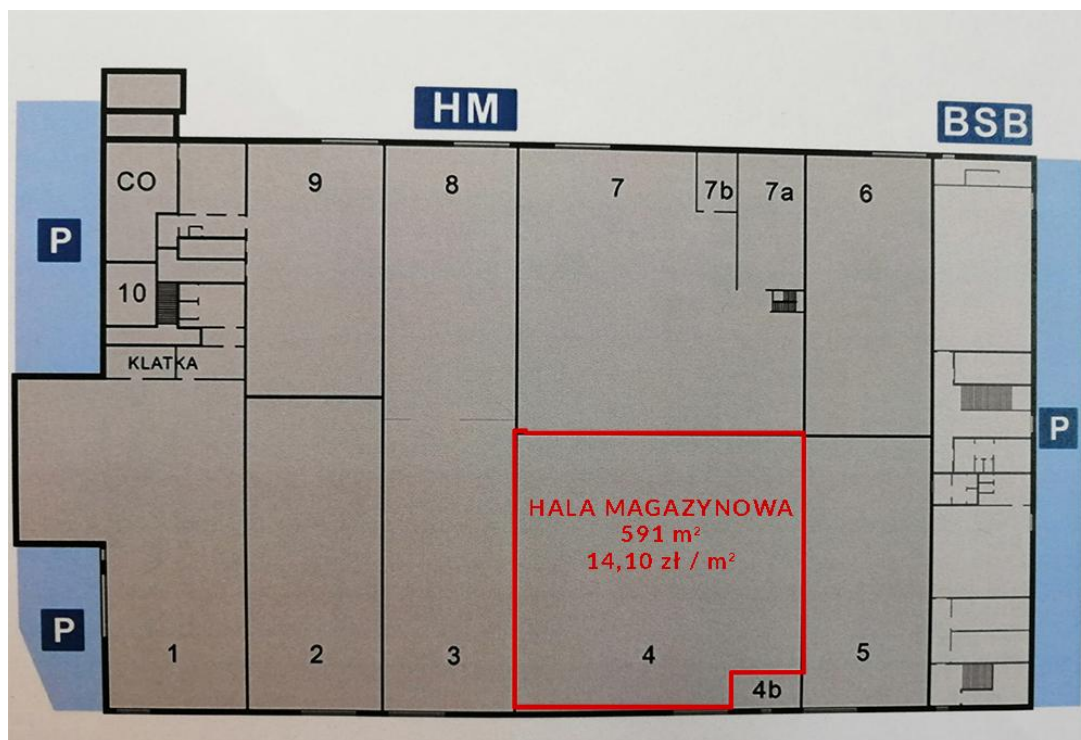 HM
BSB
CO
9
8
7
7b
7a
6
P
10
KLATKA
P
HALA MAGAZYNOWA
591 m²
14,10 zł / m²
P
1
2
3
4
4b
5